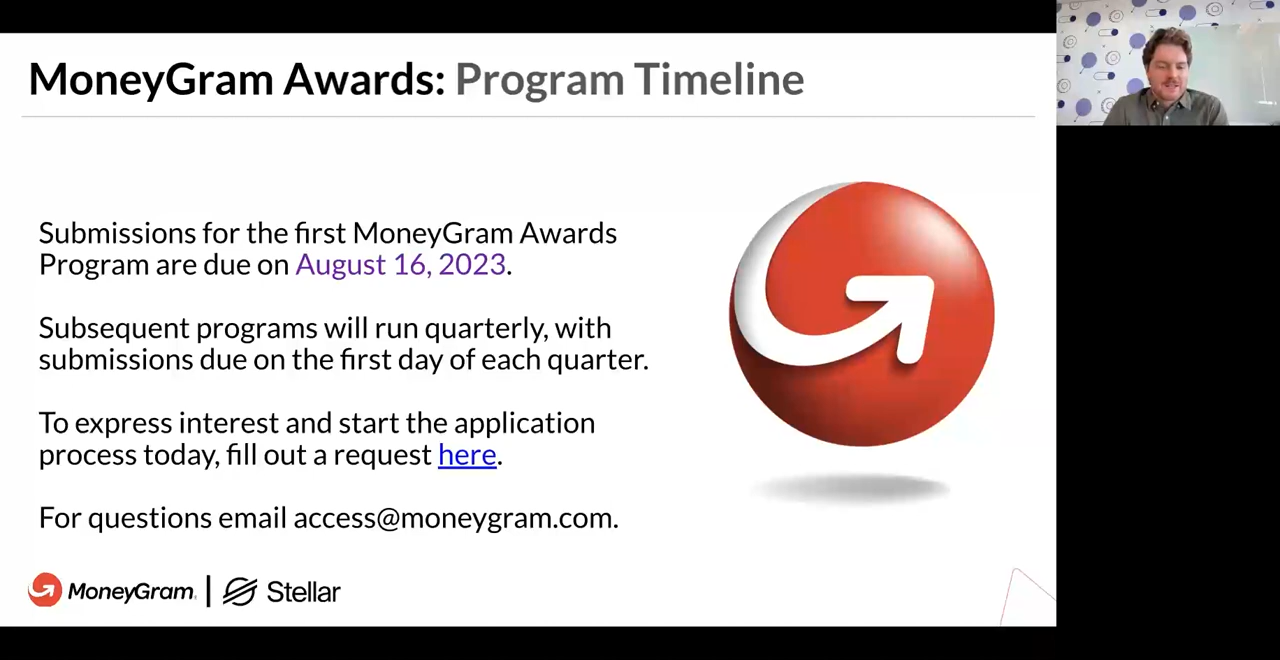 MoneyGram Awards: Program Timeline
Submissions for the first MoneyGram Awards
Program are due on August 16, 2023.
Subsequent programs will run quarterly, with
submissions due on the first day of each quarter.
To express interest and start the application
process today, fill out a request here.
For questions email access@moneygram.com.
MoneyGram | Stellar